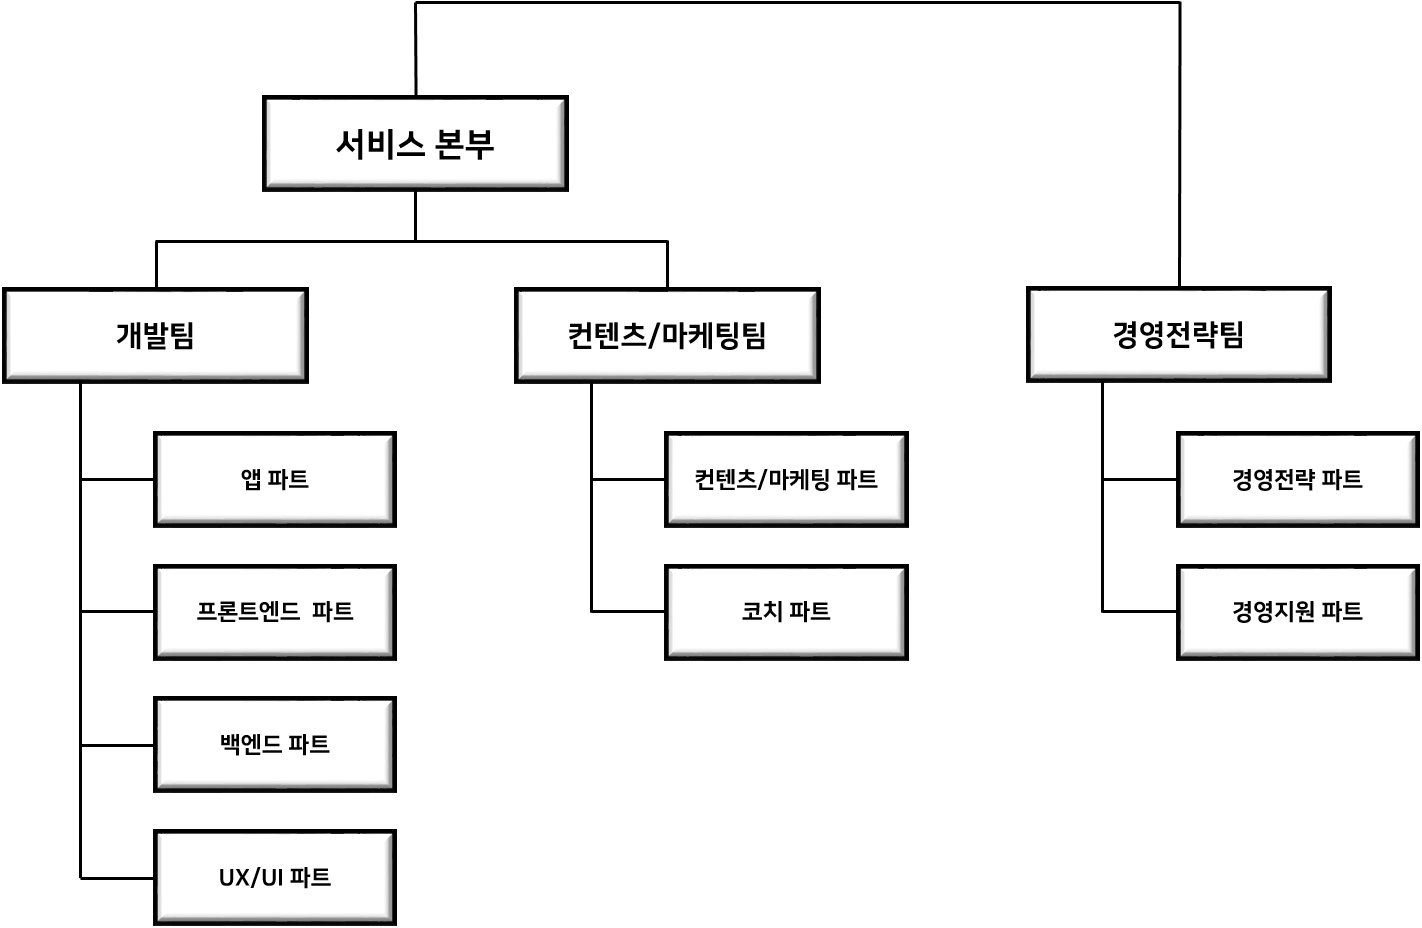 서비스 본부
개발팀
컨텐츠/마케팅팀
경영전략팀
앱 파트
컨텐츠/마케팅 파트
경영전략 파트
프론트엔드  파트
코치 파트
경영지원 파트
백엔드 파트
UX/UI 파트